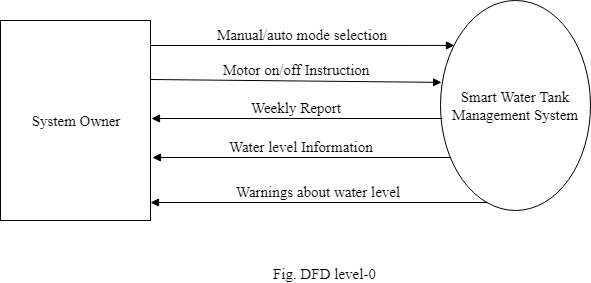 Manual/auto mode selection
Motor on/off Instruction
Weekly Report
Water level Information
Warnings about water level
System Owner
Smart Water Tank
Management System
Fig. DFD level-0